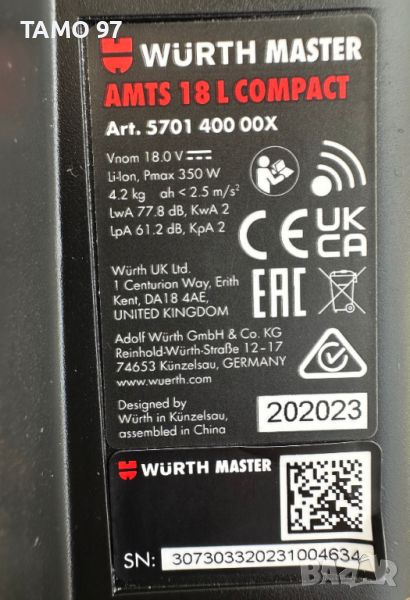 TAMO 97
WÜRTH MASTER
AMTS 18 L COMPACT
Art. 5701 400 00X
Vnom 18.0 V
Li-Ion, Pmax 350 W
4.2 kg ah < 2.5 m/s²
LwA 77.8 dB, KwA 2
LpA 61.2 dB, KpA 2
CE UK CA
Würth UK Ltd.
1 Centurion Way, Erith
Kent, DA18 4AE,
UNITED KINGDOM
EAC
Adolf Würth GmbH & Co. KG
Reinhold-Würth-Straße 12-17
74653 Künzelsau, GERMANY
www.wuerth.com
Designed by
Würth in Künzelsau,
assembled in China
202023
WÜRTH MASTER
SN: 307303320231004634
BAZAR